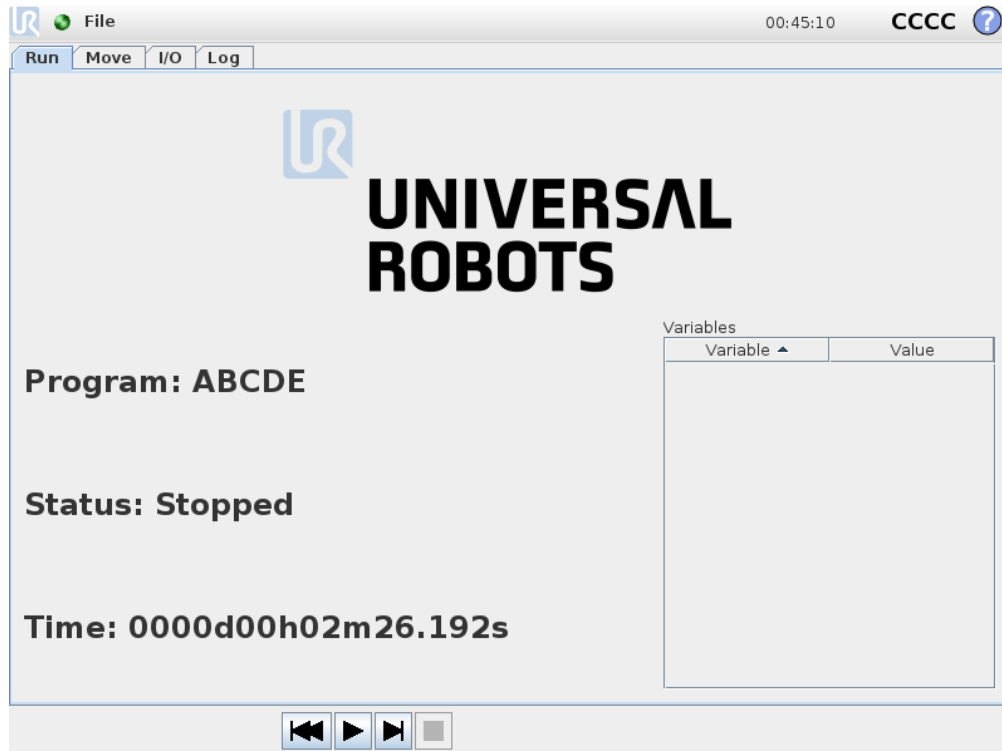 File
00:45:10
CCCC
?
Run
Move
I/O
Log
UR
UNIVERSAL
ROBOTS
Variables
Variable
Value
Program: ABCDE
Status: Stopped
Time: 0000d00h02m26.192s